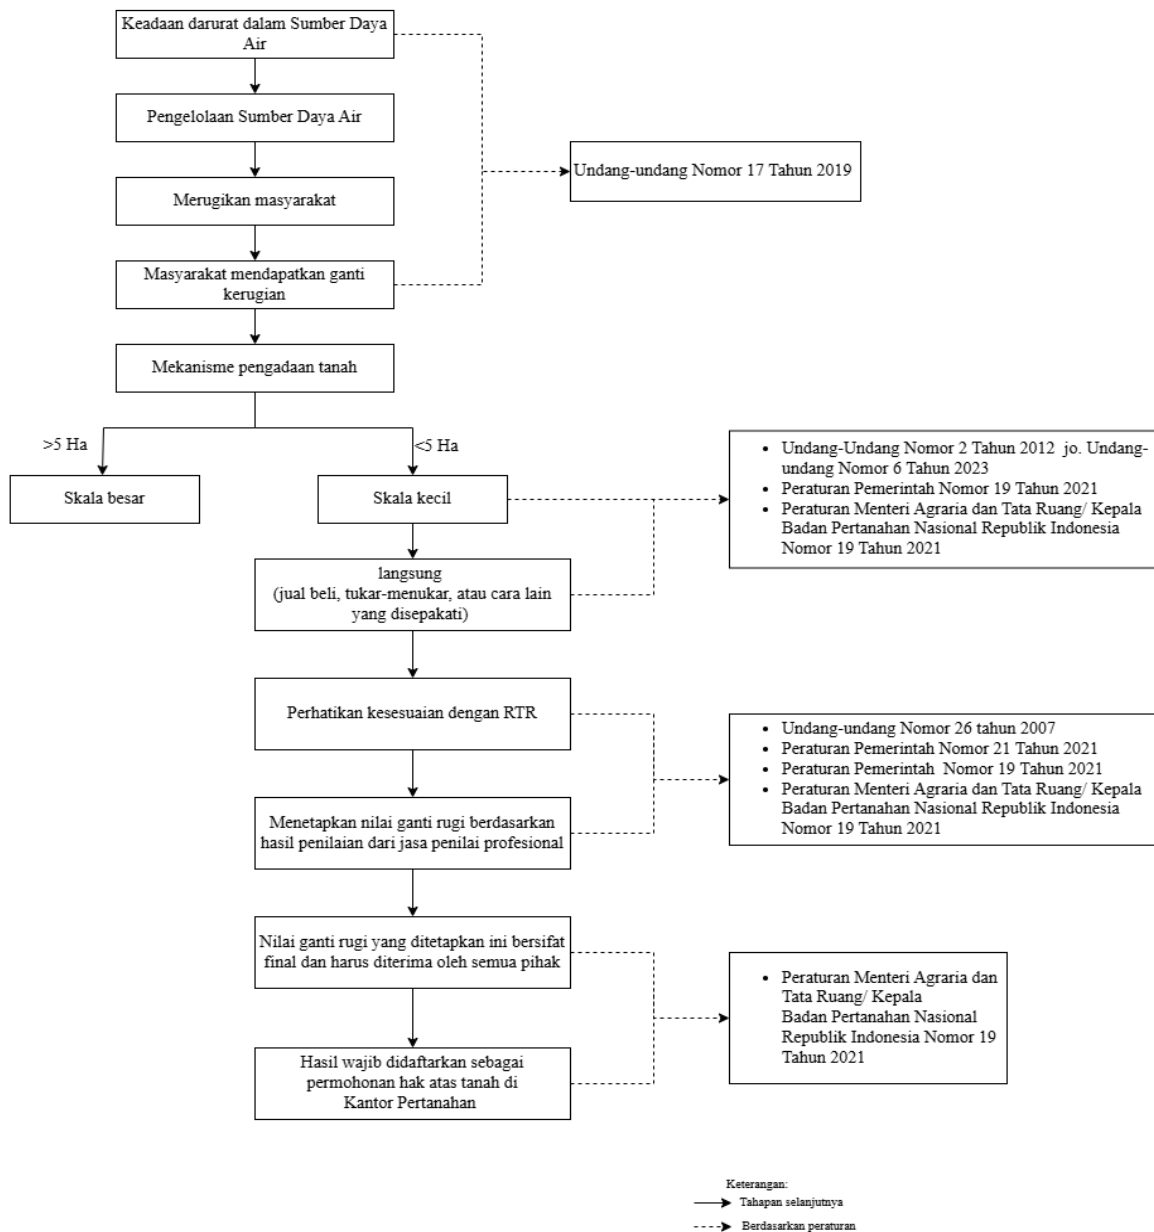 Keadaan darurat dalam Sumber Daya
Air
Pengelolaan Sumber Daya Air
Undang-undang Nomor 17 Tahun 2019
Merugikan masyarakat
Masyarakat mendapatkan ganti
kerugian
Mekanisme pengadaan tanah
>5 Ha
<5 Ha
Skala besar
Skala kecil
• Undang-Undang Nomor 2 Tahun 2012 jo. Undang-
undang Nomor 6 Tahun 2023
• Peraturan Pemerintah Nomor 19 Tahun 2021
• Peraturan Menteri Agraria dan Tata Ruang/ Kepala
Badan Pertanahan Nasional Republik Indonesia
Nomor 19 Tahun 2021
langsung
(jual beli, tukar-menukar, atau cara lain
yang disepakati)
Perhatikan kesesuaian dengan RTR
• Undang-undang Nomor 26 tahun 2007
• Peraturan Pemerintah Nomor 21 Tahun 2021
• Peraturan Pemerintah Nomor 19 Tahun 2021
• Peraturan Menteri Agraria dan Tata Ruang/ Kepala
Badan Pertanahan Nasional Republik Indonesia
Nomor 19 Tahun 2021
Menetapkan nilai ganti rugi berdasarkan
hasil penilaian dari jasa penilai profesional
Nilai ganti rugi yang ditetapkan ini bersifat
final dan harus diterima oleh semua pihak
• Peraturan Menteri Agraria dan
Tata Ruang/ Kepala
Badan Pertanahan Nasional
Republik Indonesia Nomor 19
Tahun 2021
Hasil wajib didaftarkan sebagai
permohonan hak atas tanah di
Kantor Pertanahan
Keterangan:
Tahapan selanjutnya
Berdasarkan peraturan